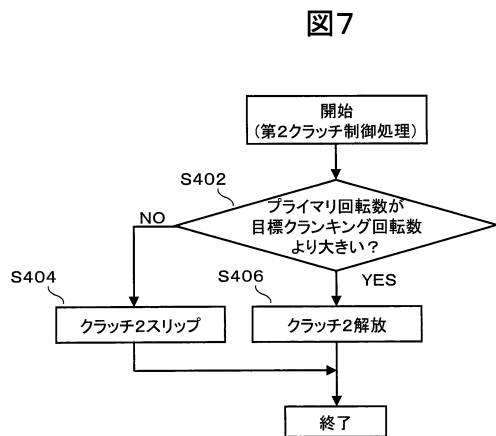 図7
開始
(第2クラッチ制御処理)
S402
プライマリ回転数が
目標クランキング回転数
より大きい?
NO
YES
S404
クラッチ2スリップ
S406
クラッチ2解放
終了